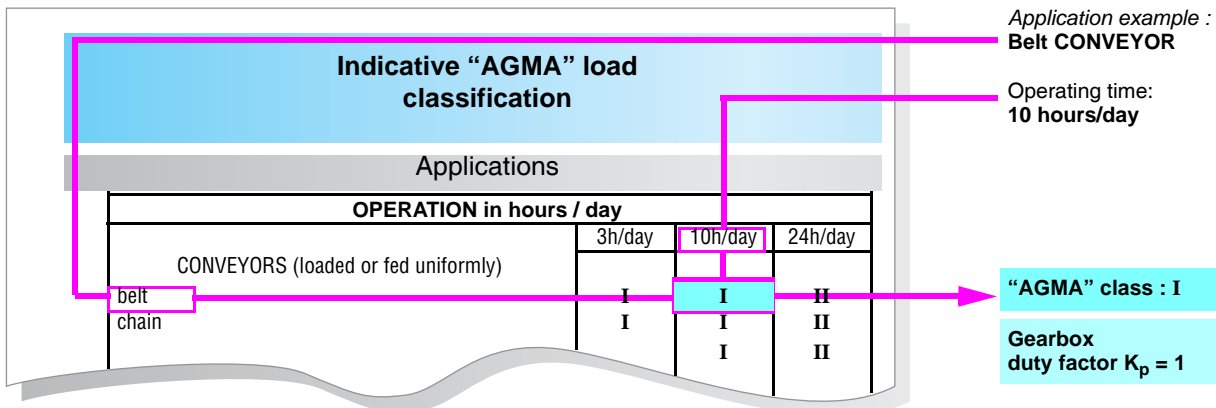 Application example :
Belt CONVEYOR
Indicative “AGMA” load
classification
Operating time:
10 hours/day
Applications
OPERATION in hours / day
3h/day 10h/day 24h/day
CONVEYORS (loaded or fed uniformly)
belt I I II
chain I I II
I II
“AGMA” class : I
Gearbox
duty factor Kp = 1